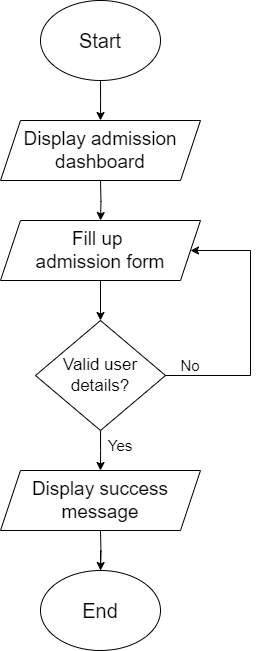 Start
Display admission
dashboard
Fill up
admission form
Valid user
details?
No
Yes
Display success
message
End